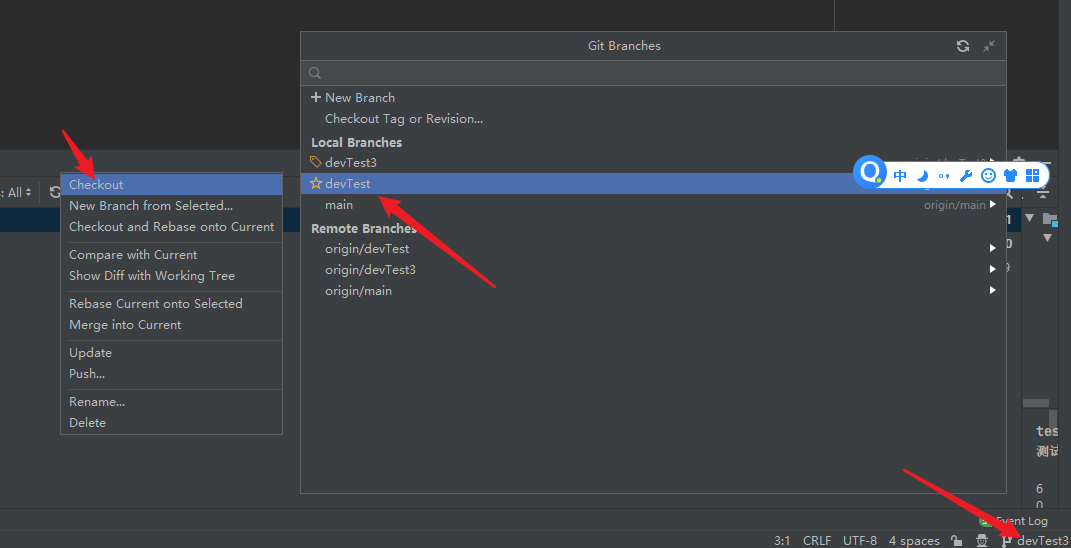 Git Branches
New Branch
Checkout Tag or Revision...
Local Branches
devTest3
devTest
main
origin/main
Remote Branches
origin/devTest
origin/devTest3
origin/main
: All
Checkout
New Branch from Selected...
Checkout and Rebase onto Current
Compare with Current
Show Diff with Working Tree
Rebase Current onto Selected
Merge into Current
Update
Push...
Rename...
Delete
中
tes
测试
6
0
Event Log
3:1 CRLF UTF-8 4 spaces devTest3